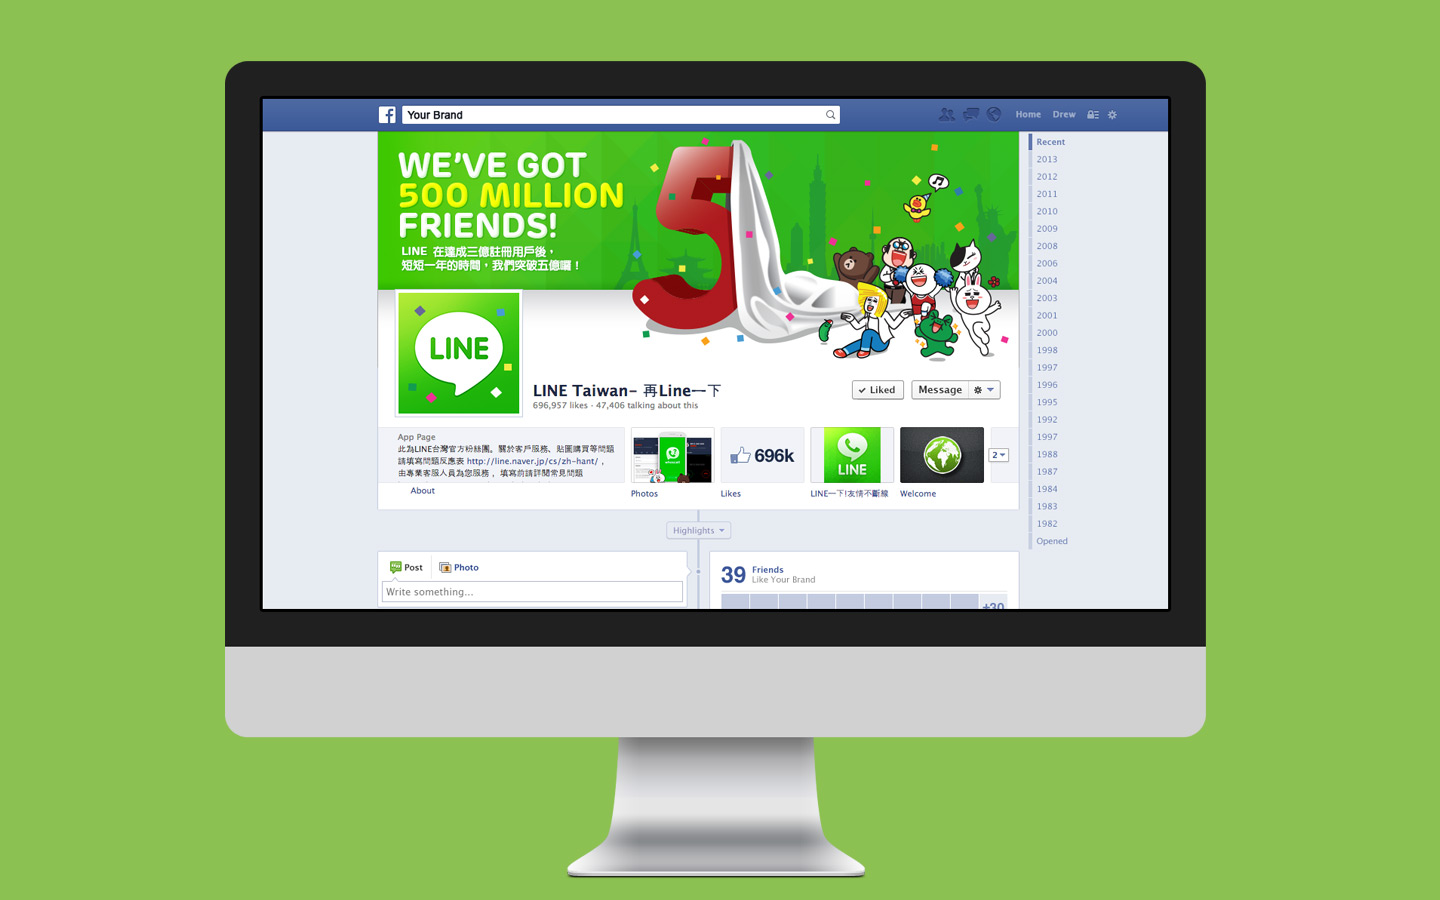 Your Brand
Home
Drew
WE'VE GOT
500 MILLION
FRIENDS!
LINE 在達成三億註冊用戶後，
短短一年的時間，我們突破五億囉！
5
LINE
LINE Taiwan- 再Line一下
696,957 likes · 47,406 talking about this
Liked
Message
App Page
此為LINE台灣官方粉絲團。關於客戶服務、貼圖購買等問題
請填寫問題反應表 http://line.naver.jp/cs/zh-hant/，
由專業客服人員為您服務，填寫前請詳閱常見問題
About
Photos
696k
Likes
LINE
LINE一下!友情不斷線
Welcome
2
Highlights
Post
Photo
Write something...
39
Friends
Like Your Brand
+30
Recent
2013
2012
2011
2010
2009
2008
2006
2004
2003
2001
2000
1998
1997
1996
1995
1992
1997
1988
1987
1984
1983
1982
Opened